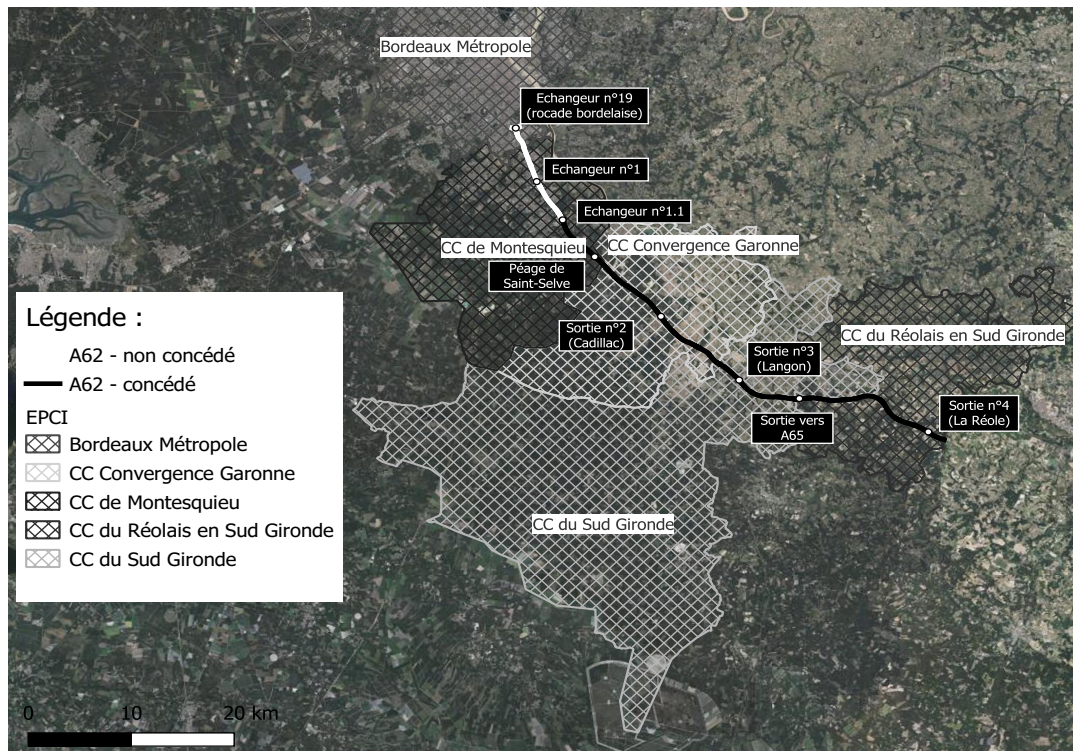 Bordeaux Métropole
Echangeur n°19
(rocade bordelaise)
Echangeur n°1
Echangeur n°1.1
CC de Montesquieu
CC Convergence Garonne
Péage de
Saint-Selve
Sortie n°2
(Cadillac)
CC du Réolais en Sud Gironde
Sortie n°3
(Langon)
Sortie vers
A65
Sortie n°4
(La Réole)
CC du Sud Gironde
Légende :
A62 - non concédé
A62 - concédé
EPCI
Bordeaux Métropole
CC Convergence Garonne
CC de Montesquieu
CC du Réolais en Sud Gironde
CC du Sud Gironde
0 10 20 km